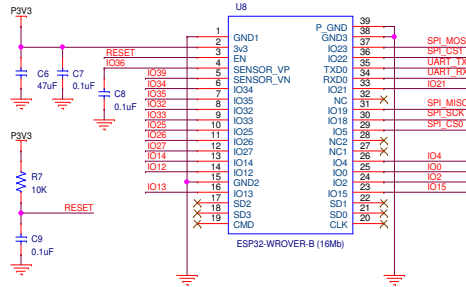 U8
P3V3
P_GND 39
1 GND1 GND3 38
2 3v3 IO23 37 SPI_MOS
RESET 3 EN IO22 36 SPI_CS1
IO36 4 SENSOR_VP TXD0 35 UART_TX
IO39 5 SENSOR_VN RXD0 34 UART_RX
IO34 6 IO34 IO21 33 IO21
IO35 7 IO35 NC 32
IO32 8 IO32 IO19 31 SPI_MISO
IO33 9 IO33 IO18 30 SPI_SCK
IO25 10 IO25 IO5 29 SPI_CS0
IO26 11 IO26 NC2 28
IO27 12 IO27 NC1 27
IO14 13 IO14 IO4 26 IO4
IO12 14 IO12 IO0 25 IO0
15 GND2 IO2 24 IO2
IO13 16 IO13 IO15 23 IO15
17 SD2 SD1 22
18 SD3 SD0 21
19 CMD CLK 20
ESP32-WROVER-B (16Mb)
C6
47uF
C7
0.1uF
C8
0.1uF
P3V3
R7
10K
RESET
C9
0.1uF